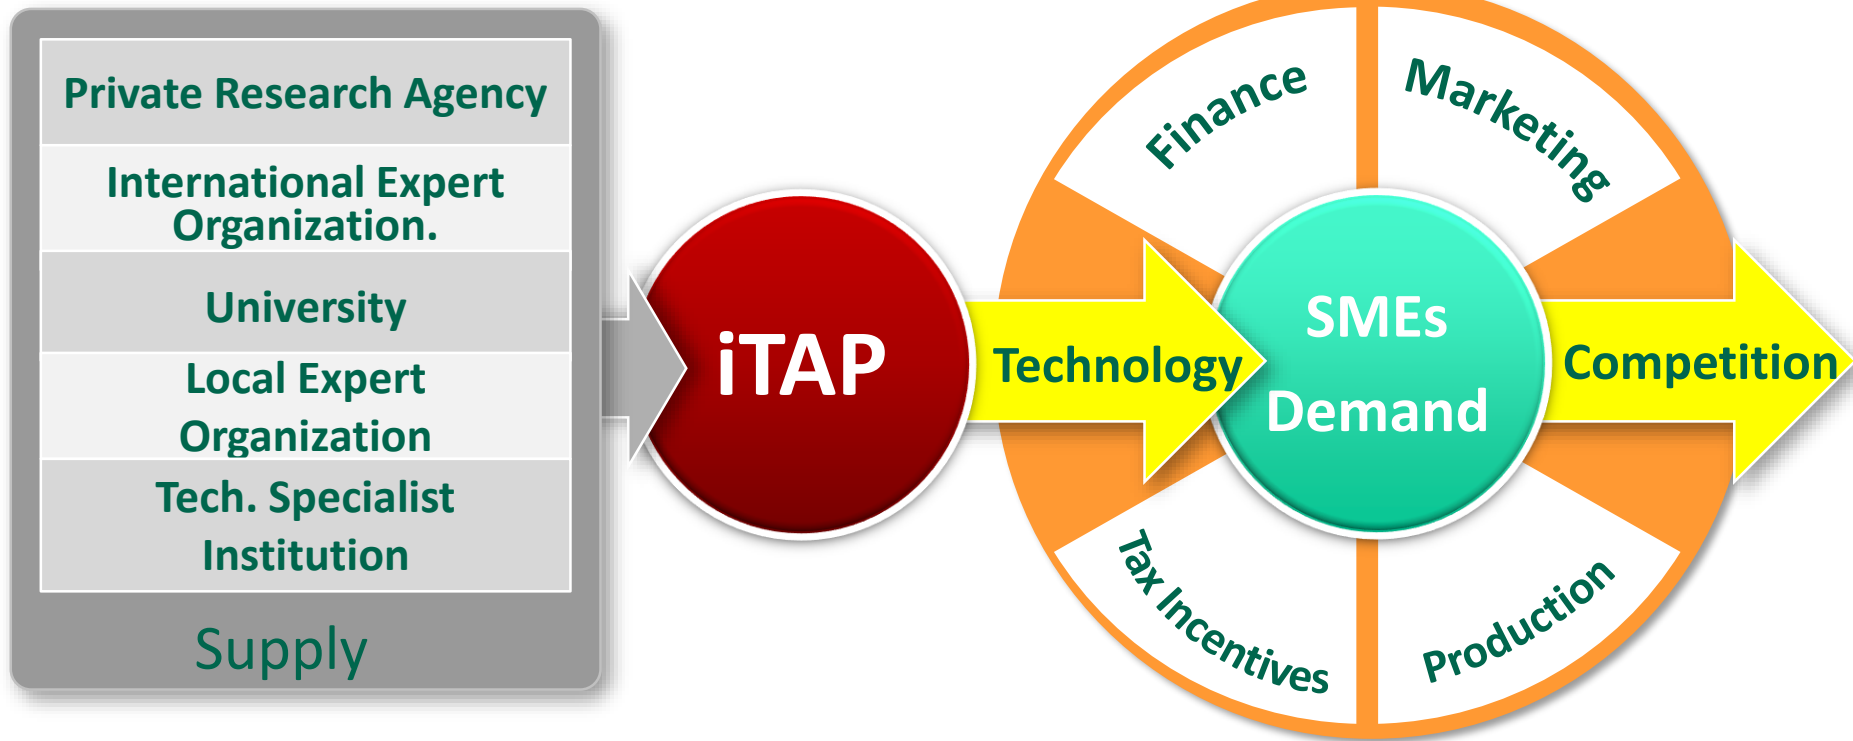 Private Research Agency
International Expert
Organization.
University
Local Expert
Organization
Tech. Specialist
Institution
Supply
iTAP
Technology
Finance
Marketing
SMEs
Demand
Tax Incentives
Production
Competition